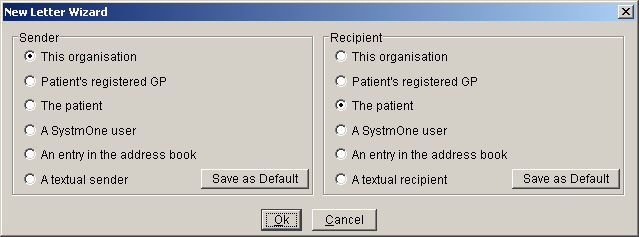 New Letter Wizard
Sender
This organisation
Patient's registered GP
The patient
A SystmOne user
An entry in the address book
A textual sender
Save as Default
Recipient
This organisation
Patient's registered GP
The patient
A SystmOne user
An entry in the address book
A textual recipient
Save as Default
Ok
Cancel